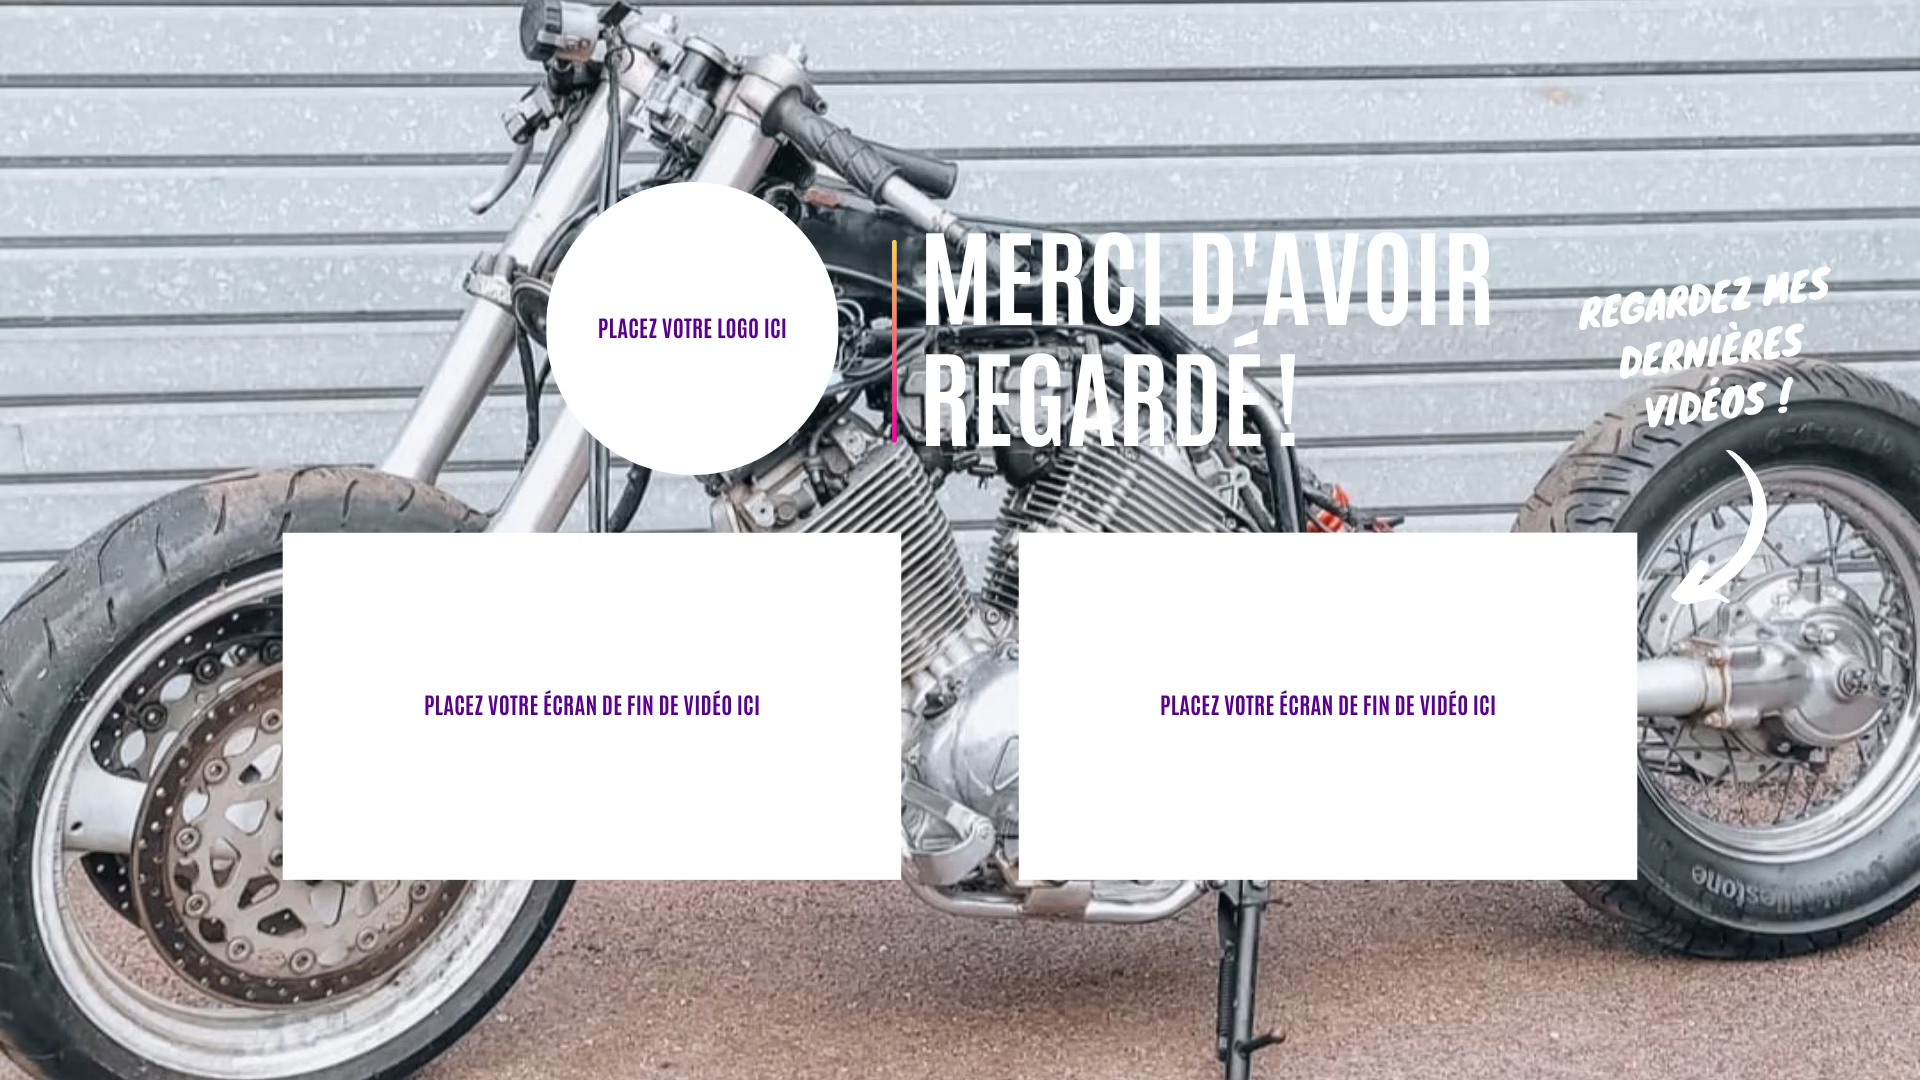 PLACEZ VOTRE LOGO ICI
MERCI D'AVOIR
REGARDÉ!
REGARDEZ MES
DERNIÈRES
VIDÉOS !
PLACEZ VOTRE ÉCRAN DE FIN DE VIDÉO ICI
PLACEZ VOTRE ÉCRAN DE FIN DE VIDÉO ICI